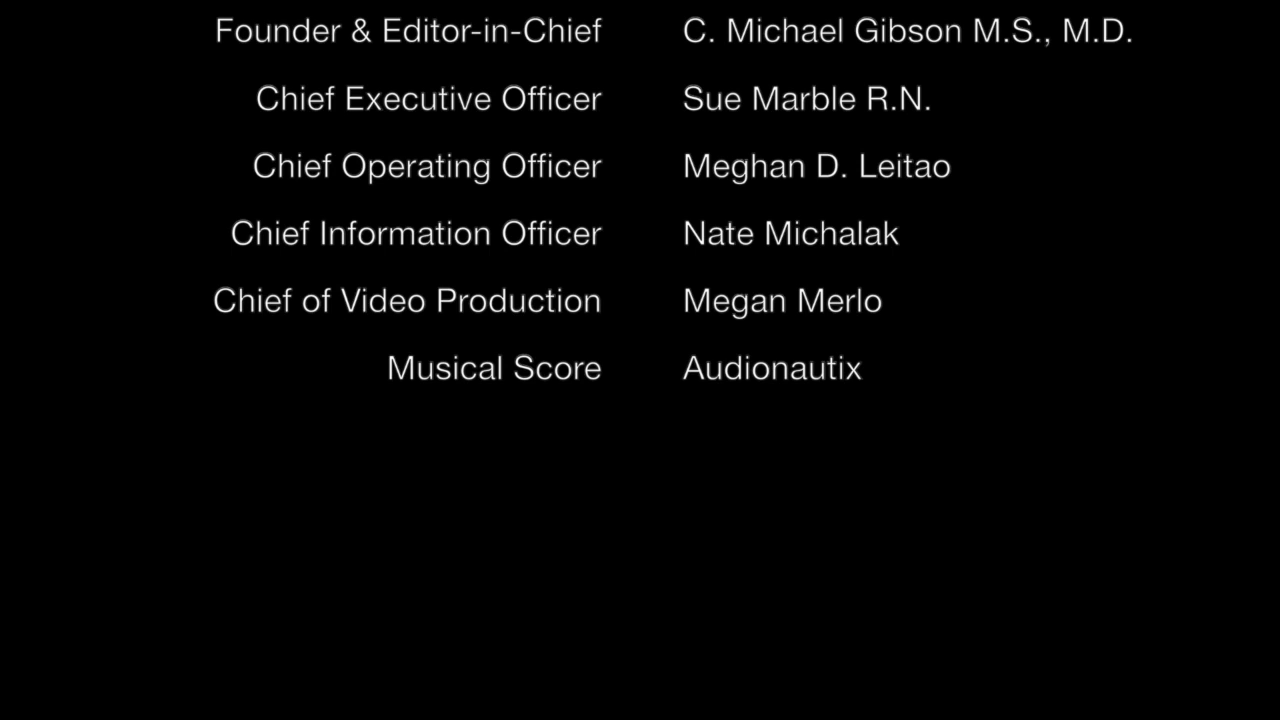 Founder & Editor-in-Chief C. Michael Gibson M.S., M.D.
Chief Executive Officer Sue Marble R.N.
Chief Operating Officer Meghan D. Leitao
Chief Information Officer Nate Michalak
Chief of Video Production Megan Merlo
Musical Score Audionautix